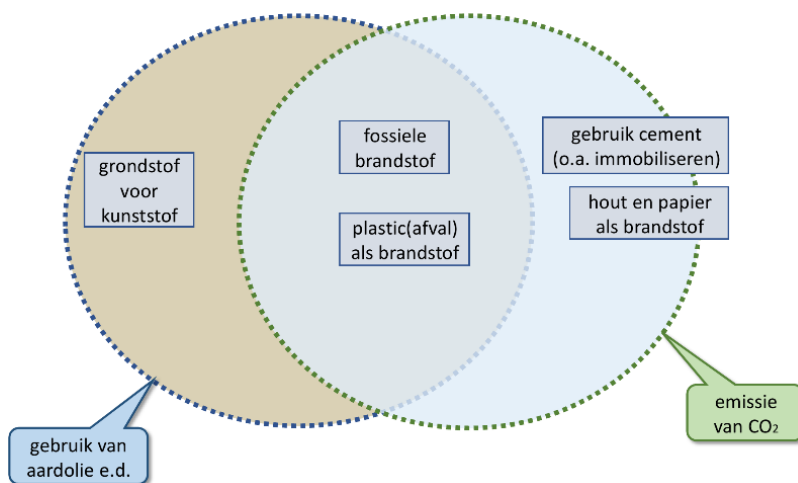 grondstof
voor
kunststof
fossiele
brandstof
plastic(afval)
als brandstof
gebruik cement
(o.a. immobiliseren)
hout en papier
als brandstof
gebruik van
aardolie e.d.
emissie
van CO₂